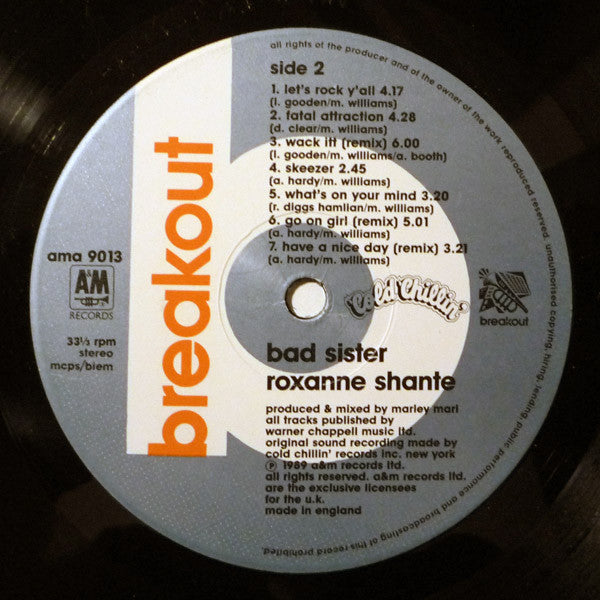 all rights of the producer and of the owner of the work reproduced reserved. unauthorised copying, hiring, lending, public performance and broadcasting of this record prohibited.
side 2
1. let's rock y'all 4.17
(l. gooden/m. williams)
2. fatal attraction 4.28
(d. clear/m. williams)
3. wack itt (remix) 6.00
(l. gooden/m. williams/a. booth)
4. skeezer 2.45
(a. hardy/m. williams)
5. what's on your mind 3.20
(r. diggs hamlian/m. williams)
6. go on girl (remix) 5.01
(a. hardy/m. williams)
7. have a nice day (remix) 3.21
(a. hardy/m. williams)
breakout
ama 9013
A&M
RECORDS
33⅓ rpm
stereo
mcps/biem
Cold Chillin'
breakout
bad sister
roxanne shante
produced & mixed by marley marl
all tracks published by
warner chappell music ltd.
original sound recording made by
cold chillin' records inc. new york
℗ 1989 a&m records ltd.
all rights reserved. a&m records ltd.
are the exclusive licensees
for the u.k.
made in england